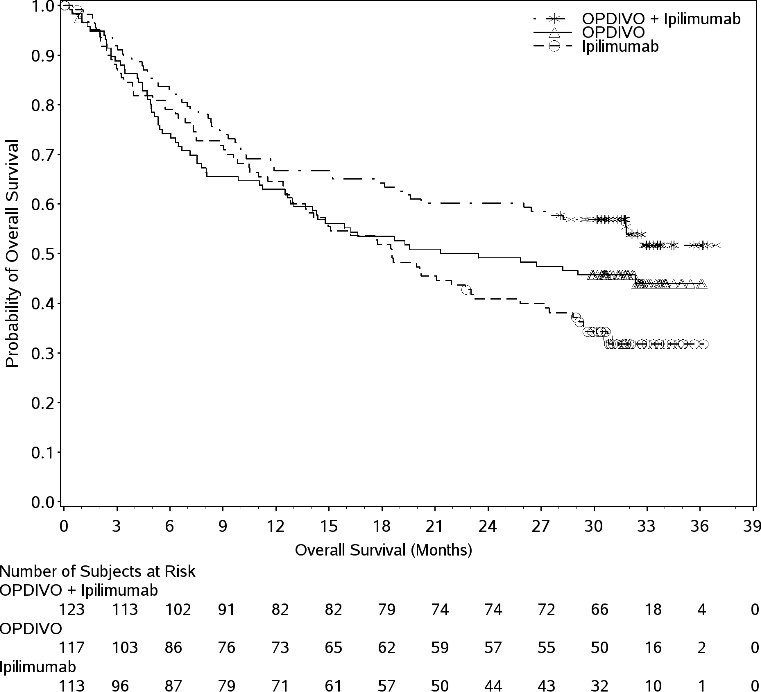 OPDIVO + Ipilimumab
OPDIVO
Ipilimumab
Probability of Overall Survival
1.0
0.9
0.8
0.7
0.6
0.5
0.4
0.3
0.2
0.1
0.0
0 3 6 9 12 15 18 21 24 27 30 33 36 39
Overall Survival (Months)
Number of Subjects at Risk
OPDIVO + Ipilimumab
123 113 102 91 82 82 79 74 74 72 66 18 4 0
OPDIVO
117 103 86 76 73 65 62 59 57 55 50 16 2 0
Ipilimumab
113 96 87 79 71 61 57 50 44 43 32 10 1 0